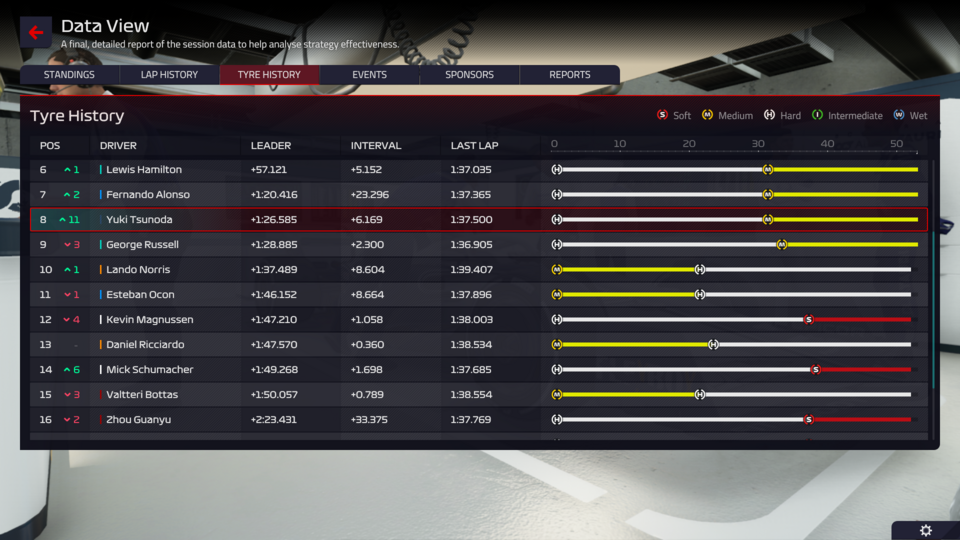 Data View
A final, detailed report of the session data to help analyse strategy effectiveness.
STANDINGS LAP HISTORY TYRE HISTORY EVENTS SPONSORS REPORTS
Tyre History
S Soft M Medium H Hard I Intermediate W Wet
POS DRIVER LEADER INTERVAL LAST LAP 0 10 20 30 40 50
6 1 Lewis Hamilton +57.121 +5.152 1:37.035 H M
7 2 Fernando Alonso +1:20.416 +23.296 1:37.365 H M
8 11 Yuki Tsunoda +1:26.585 +6.169 1:37.500 H M
9 3 George Russell +1:28.885 +2.300 1:36.905 H M
10 1 Lando Norris +1:37.489 +8.604 1:39.407 M H
11 1 Esteban Ocon +1:46.152 +8.664 1:37.896 M H
12 4 Kevin Magnussen +1:47.210 +1.058 1:38.003 H S
13 - Daniel Ricciardo +1:47.570 +0.360 1:38.534 M H
14 6 Mick Schumacher +1:49.268 +1.698 1:37.685 H S
15 3 Valtteri Bottas +1:50.057 +0.789 1:38.554 M H
16 2 Zhou Guanyu +2:23.431 +33.375 1:37.769 H S